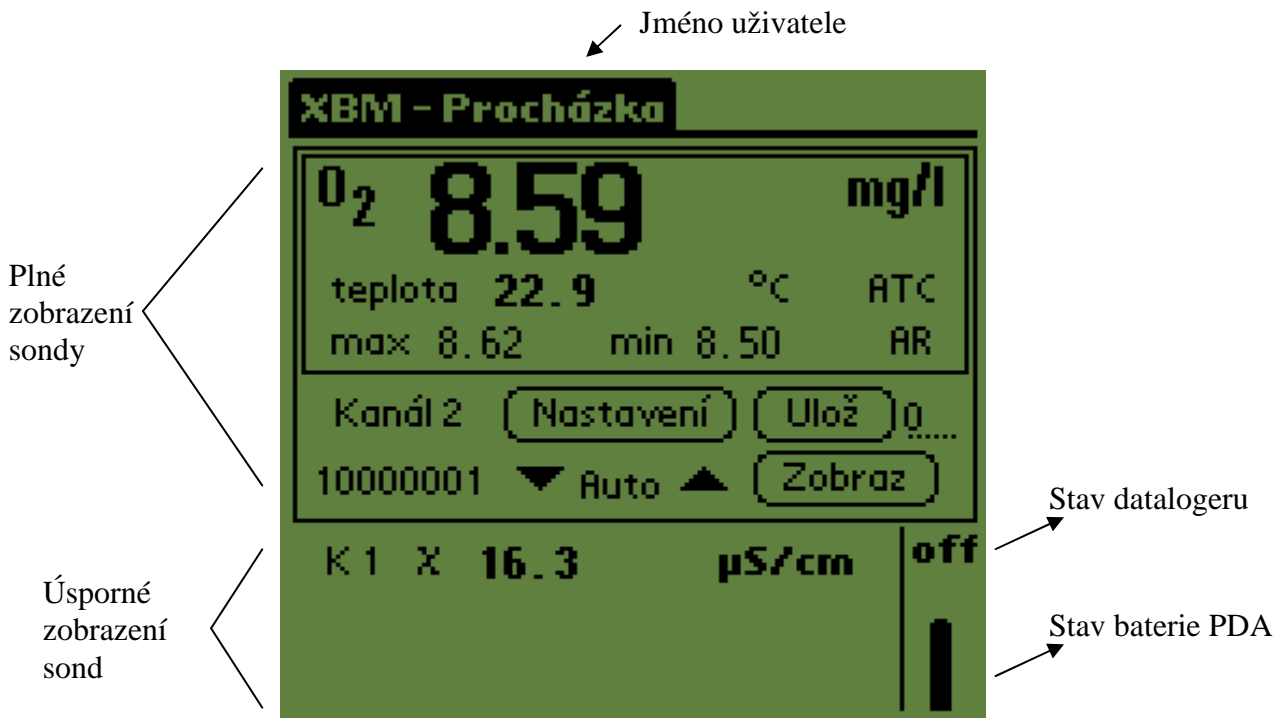 Jméno uživatele
XBM - Procházka
O2 8.59 mg/l
teplota 22.9 °C ATC
max 8.62 min 8.50 AR
Kanál 2 Nastavení Ulož 0
10000001 Auto Zobraz
K 1 X 16.3 µS/cm off
Plné
zobrazení
sondy
Úsporné
zobrazení
sond
Stav datalogeru
Stav baterie PDA